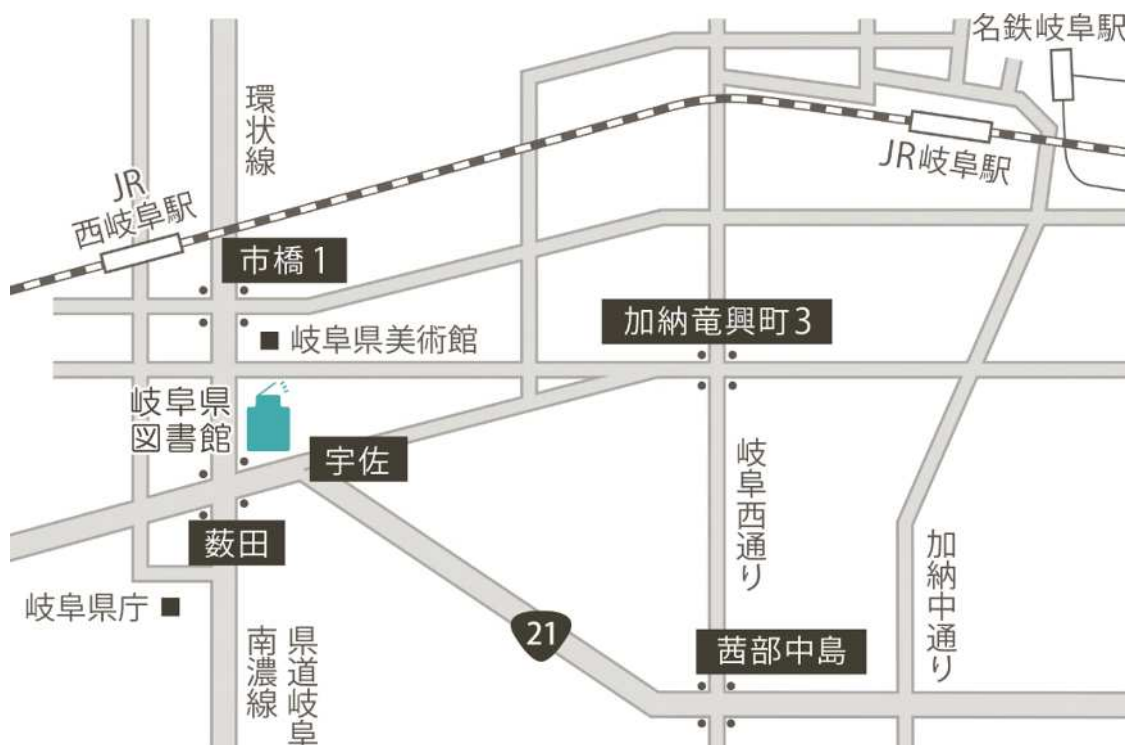 名鉄岐阜駅
環状線
JR岐阜駅
JR
西岐阜駅
市橋1
加納竜興町3
岐阜県美術館
岐阜県
図書館
宇佐
岐阜西通り
薮田
加納中通り
岐阜県庁
21
県道岐阜
南濃線
茜部中島